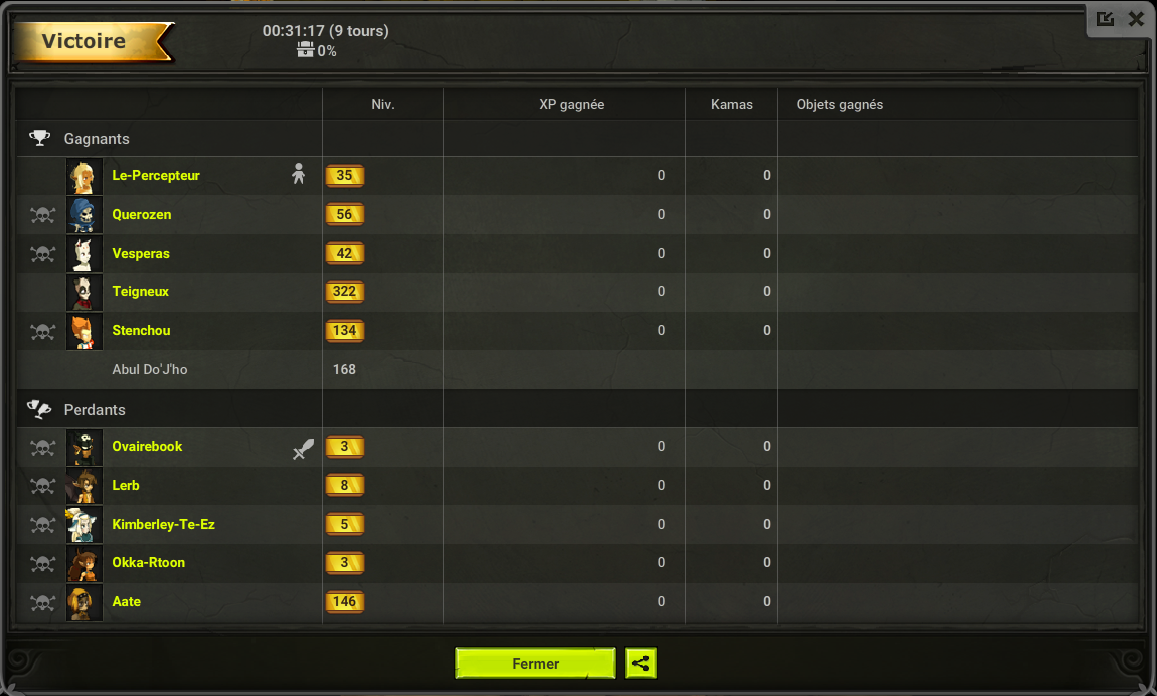 Victoire
00:31:17 (9 tours)
0%
Niv. XP gagnée Kamas Objets gagnés
Gagnants
Le-Percepteur 35 0 0
Querozen 56 0 0
Vesperas 42 0 0
Teigneux 322 0 0
Stenchou 134 0 0
Abul Do'J'ho 168
Perdants
Ovairebook 3 0 0
Lerb 8 0 0
Kimberley-Te-Ez 5 0 0
Okka-Rtoon 3 0 0
Aate 146 0 0
Fermer